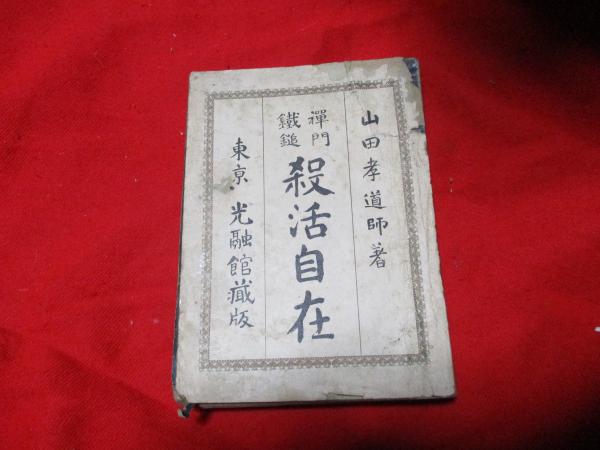 山田孝道師著
禪門
鐵鎚
殺活自在
東京 光融館藏版